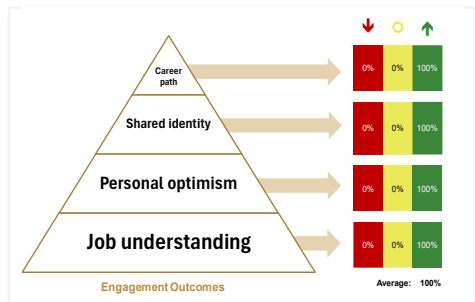 Career
path
0% 0% 100%
Shared identity
0% 0% 100%
Personal optimism
0% 0% 100%
Job understanding
0% 0% 100%
Engagement Outcomes
Average: 100%